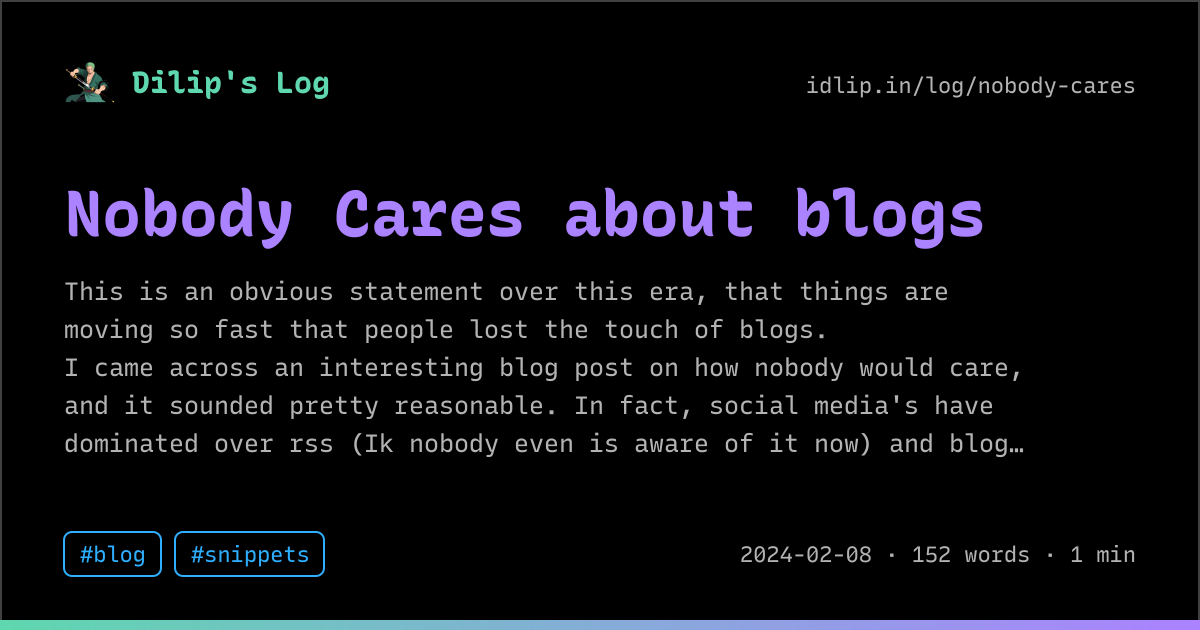 Dilip's Log
idlip.in/log/nobody-cares
Nobody Cares about blogs
This is an obvious statement over this era, that things are
moving so fast that people lost the touch of blogs.
I came across an interesting blog post on how nobody would care,
and it sounded pretty reasonable. In fact, social media's have
dominated over rss (Ik nobody even is aware of it now) and blog…
#blog #snippets
2024-02-08 · 152 words · 1 min